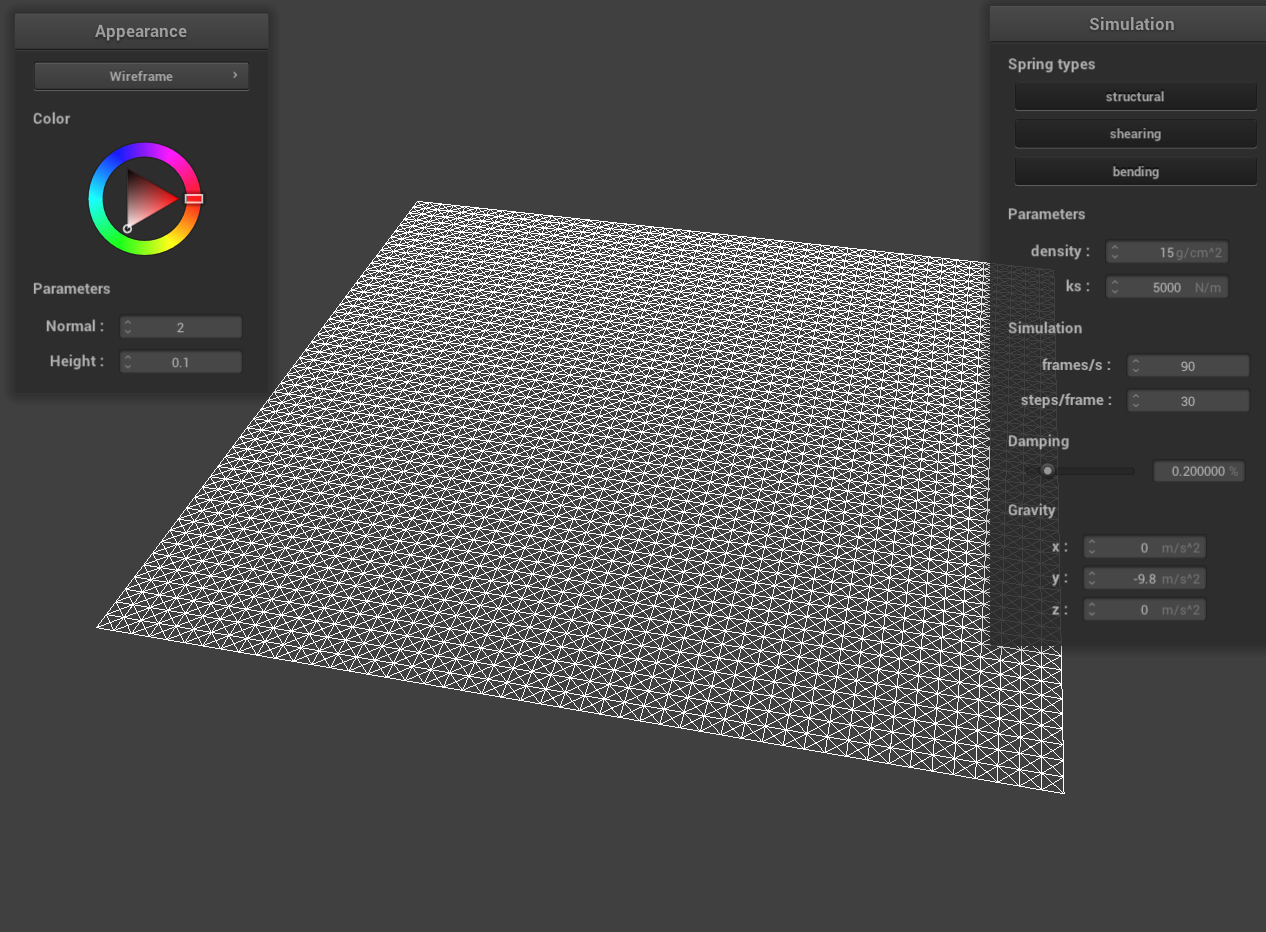 Appearance
Wireframe
Color
Parameters
Normal : 2
Height : 0.1
Simulation
Spring types
structural
shearing
bending
Parameters
density : 15 g/cm^2
ks : 5000 N/m
Simulation
frames/s : 90
steps/frame : 30
Damping
0.200000 %
Gravity
x : 0 m/s^2
y : -9.8 m/s^2
z : 0 m/s^2